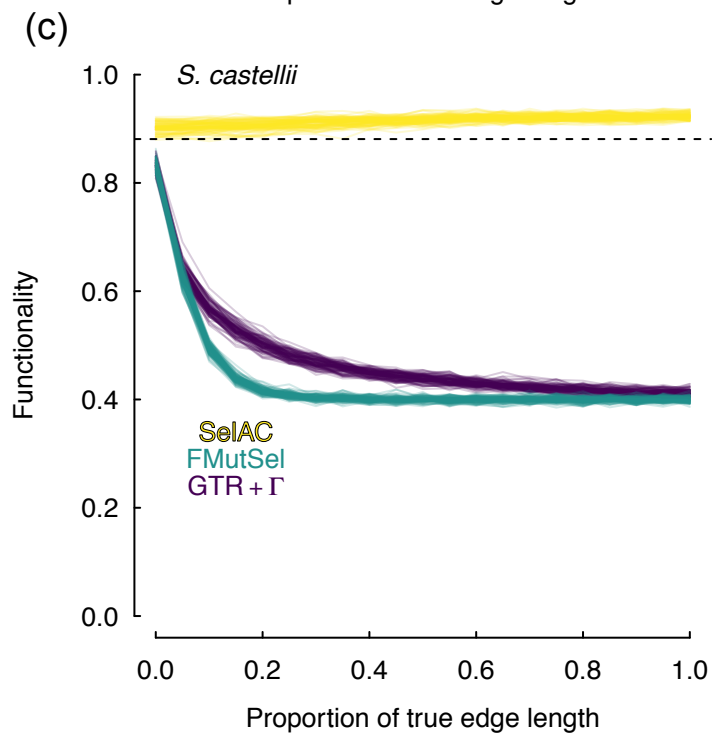 (c)
S. castellii
1.0
0.8
0.6
0.4
0.2
0.0
Functionality
SelAC
FMutSel
GTR + Γ
0.0 0.2 0.4 0.6 0.8 1.0
Proportion of true edge length